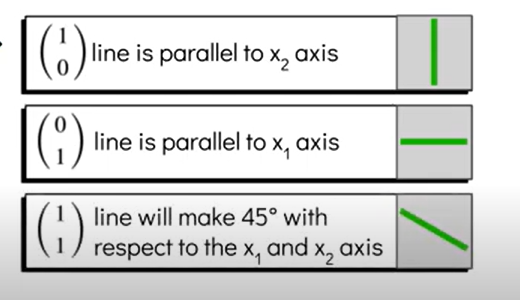 (1 0) line is parallel to x₂ axis
(0 1) line is parallel to x₁ axis
(1 1) line will make 45° with
respect to the x₁ and x₂ axis